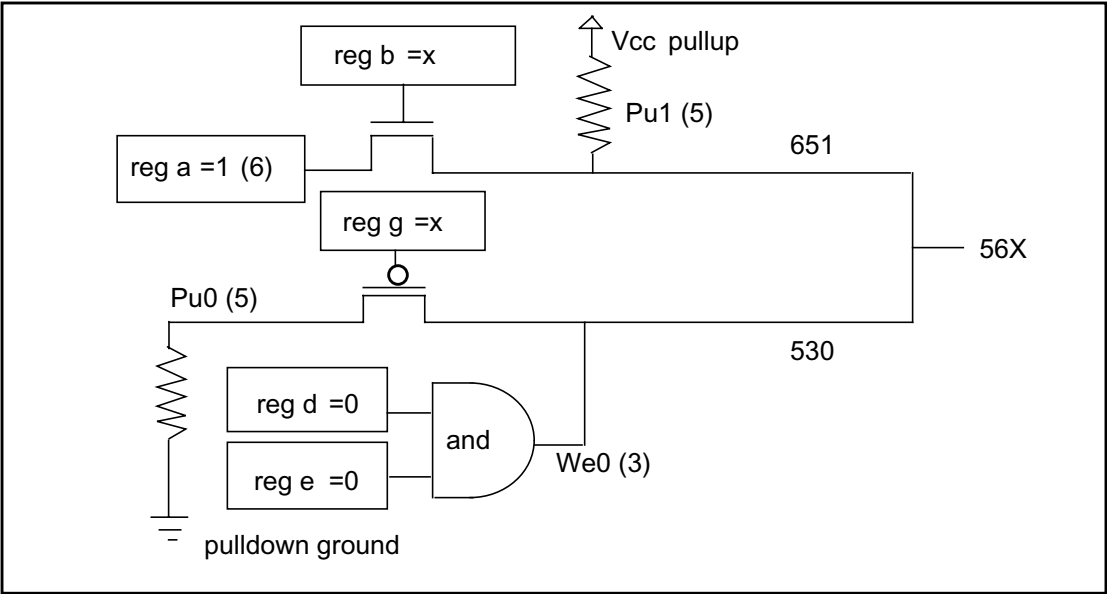 reg b =x
Vcc pullup
Pu1 (5)
651
reg a =1 (6)
reg g =x
56X
Pu0 (5)
530
reg d =0
and
We0 (3)
reg e =0
pulldown ground